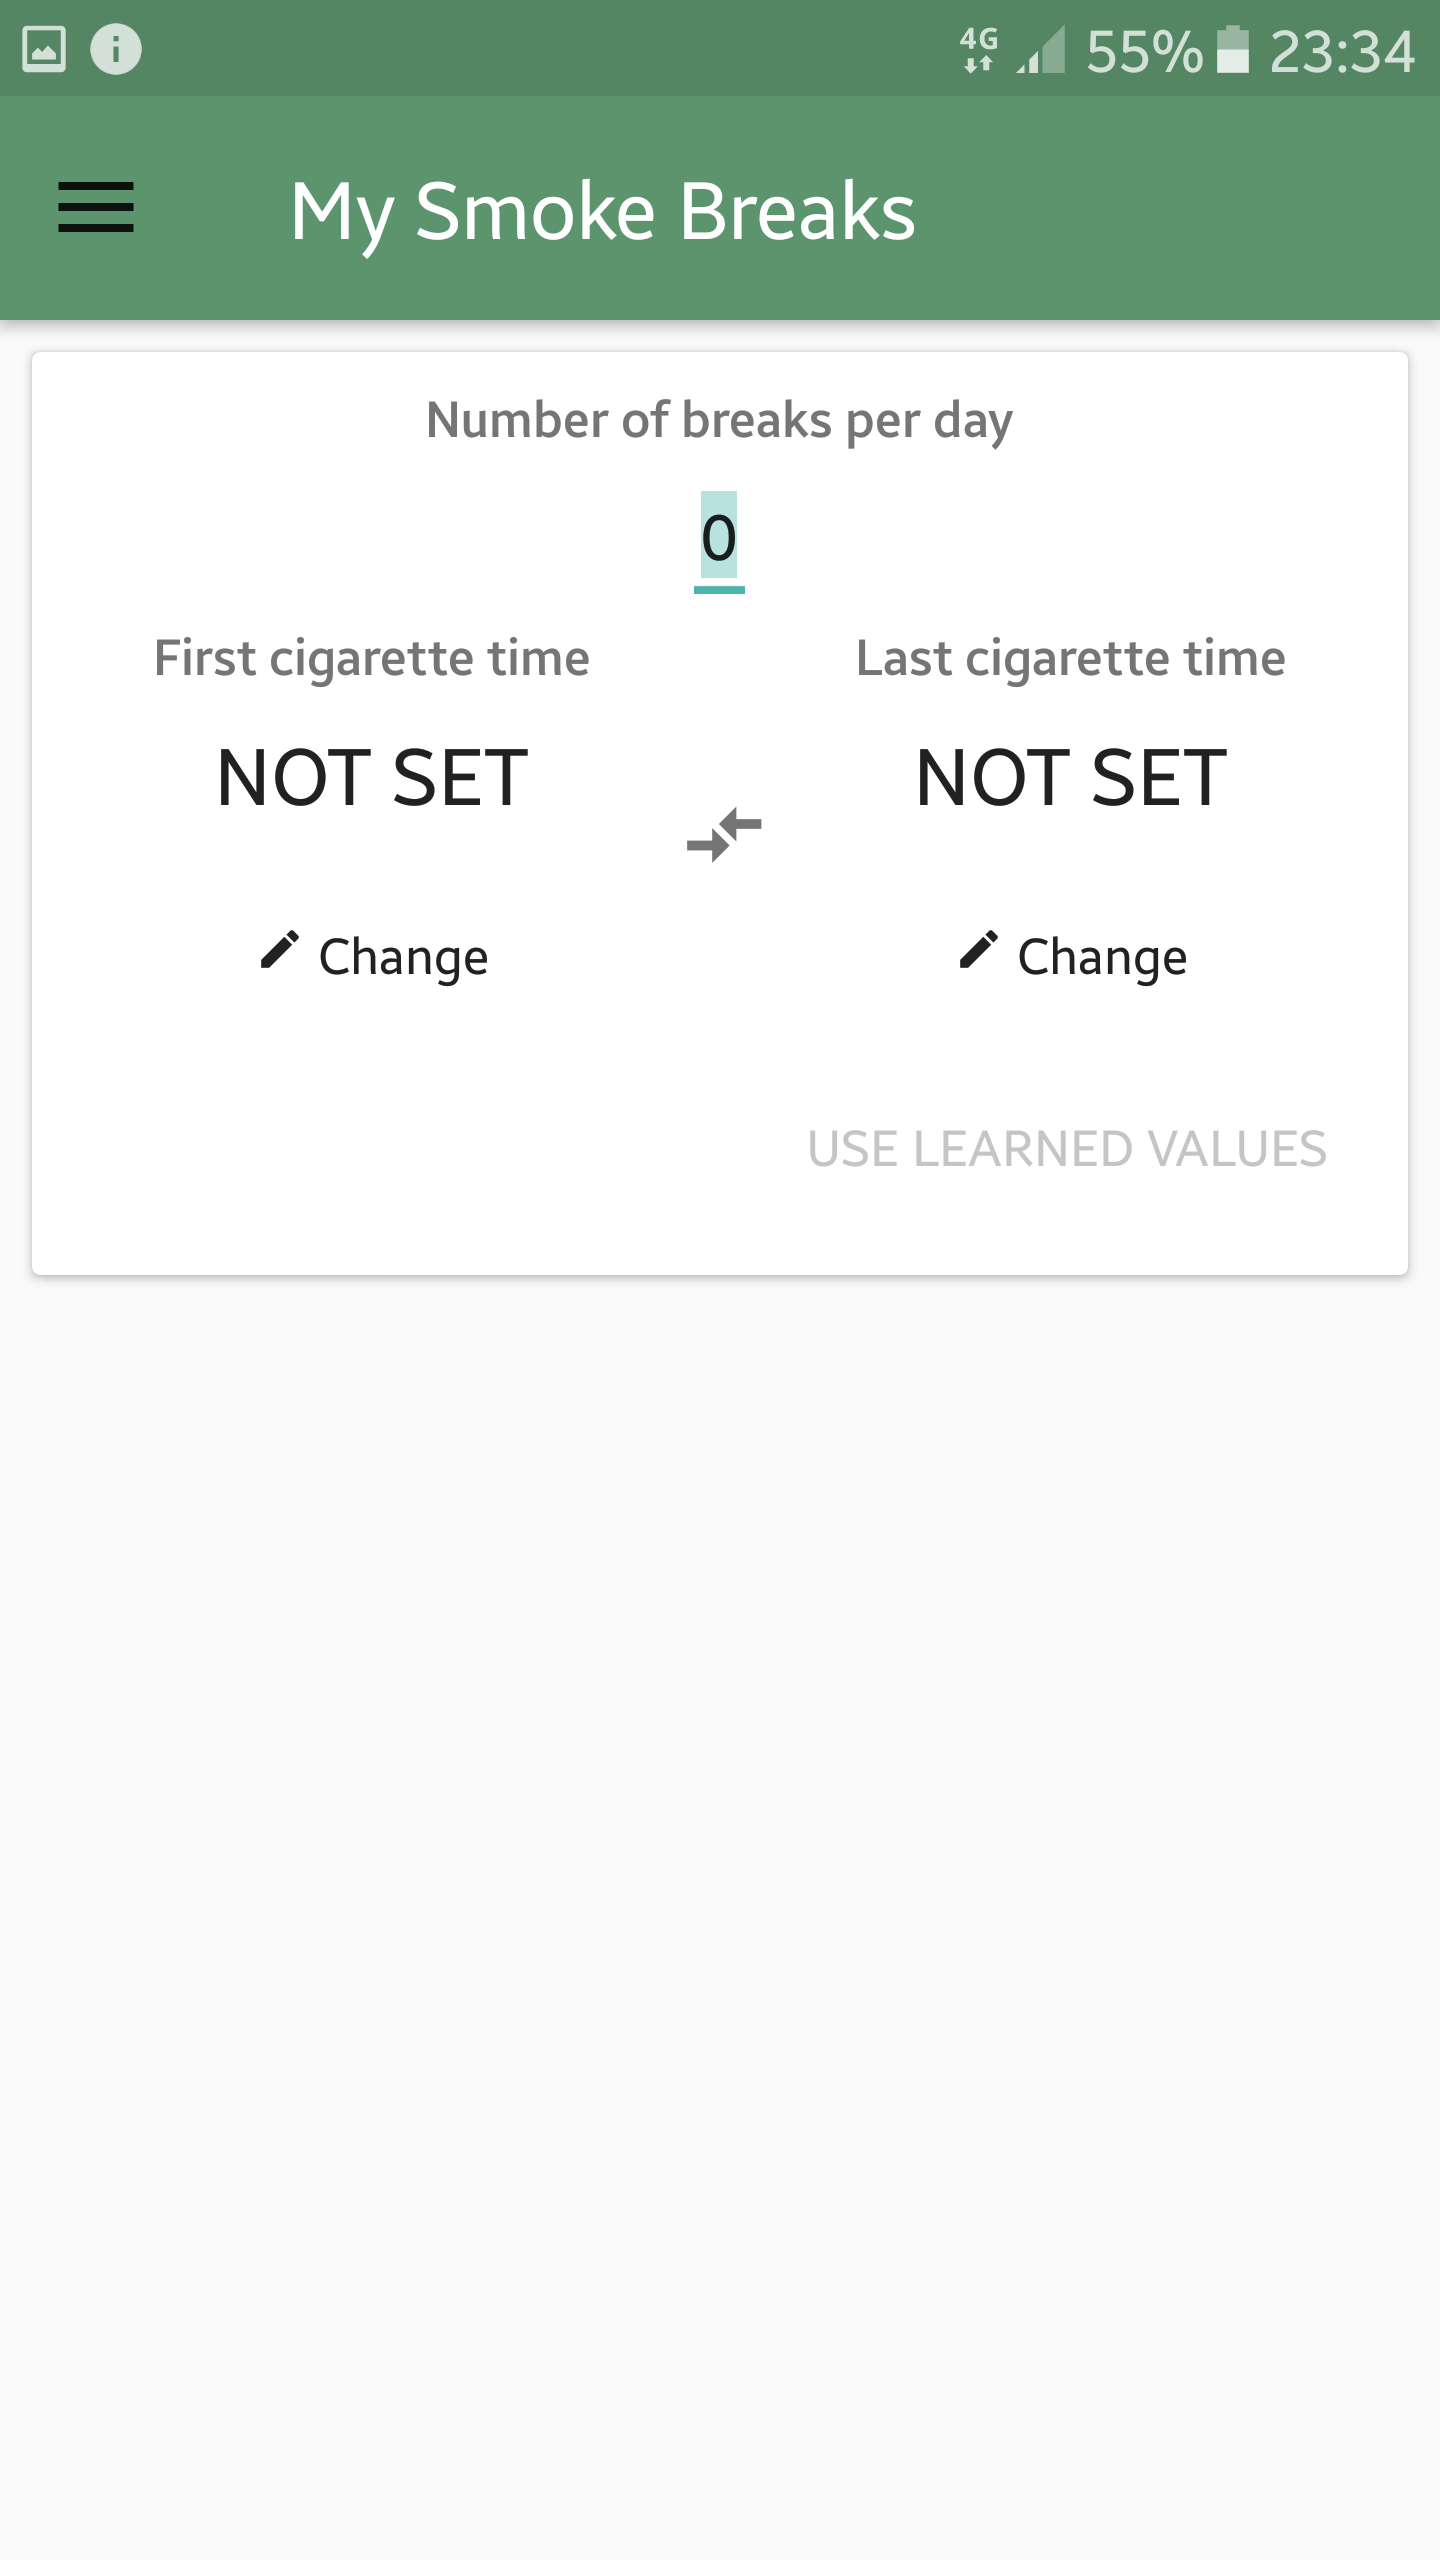 4G 55% 23:34
My Smoke Breaks
Number of breaks per day
0
First cigarette time Last cigarette time
NOT SET NOT SET
Change Change
USE LEARNED VALUES